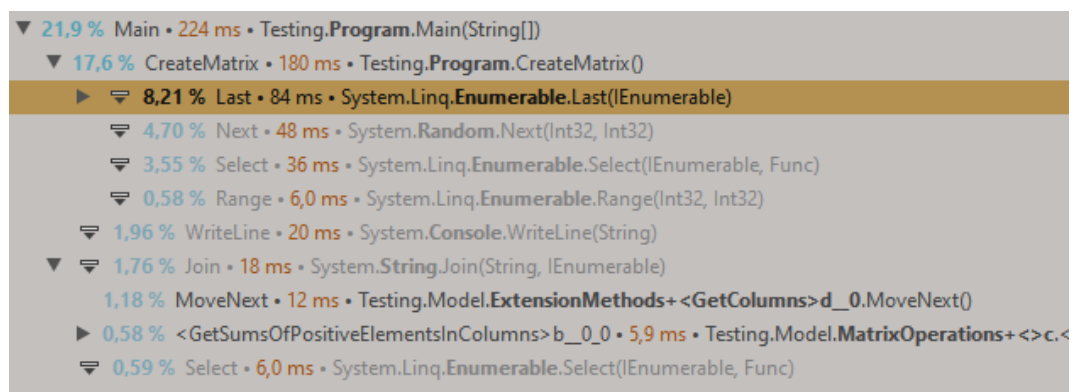 21,9 % Main • 224 ms • Testing.Program.Main(String[])
17,6 % CreateMatrix • 180 ms • Testing.Program.CreateMatrix()
8,21 % Last • 84 ms • System.Linq.Enumerable.Last(IEnumerable)
4,70 % Next • 48 ms • System.Random.Next(Int32, Int32)
3,55 % Select • 36 ms • System.Linq.Enumerable.Select(IEnumerable, Func)
0,58 % Range • 6,0 ms • System.Linq.Enumerable.Range(Int32, Int32)
1,96 % WriteLine • 20 ms • System.Console.WriteLine(String)
1,76 % Join • 18 ms • System.String.Join(String, IEnumerable)
1,18 % MoveNext • 12 ms • Testing.Model.ExtensionMethods+<GetColumns>d__0.MoveNext()
0,58 % <GetSumsOfPositiveElementsInColumns>b__0_0 • 5,9 ms • Testing.Model.MatrixOperations+<>c.<
0,59 % Select • 6,0 ms • System.Linq.Enumerable.Select(IEnumerable, Func)